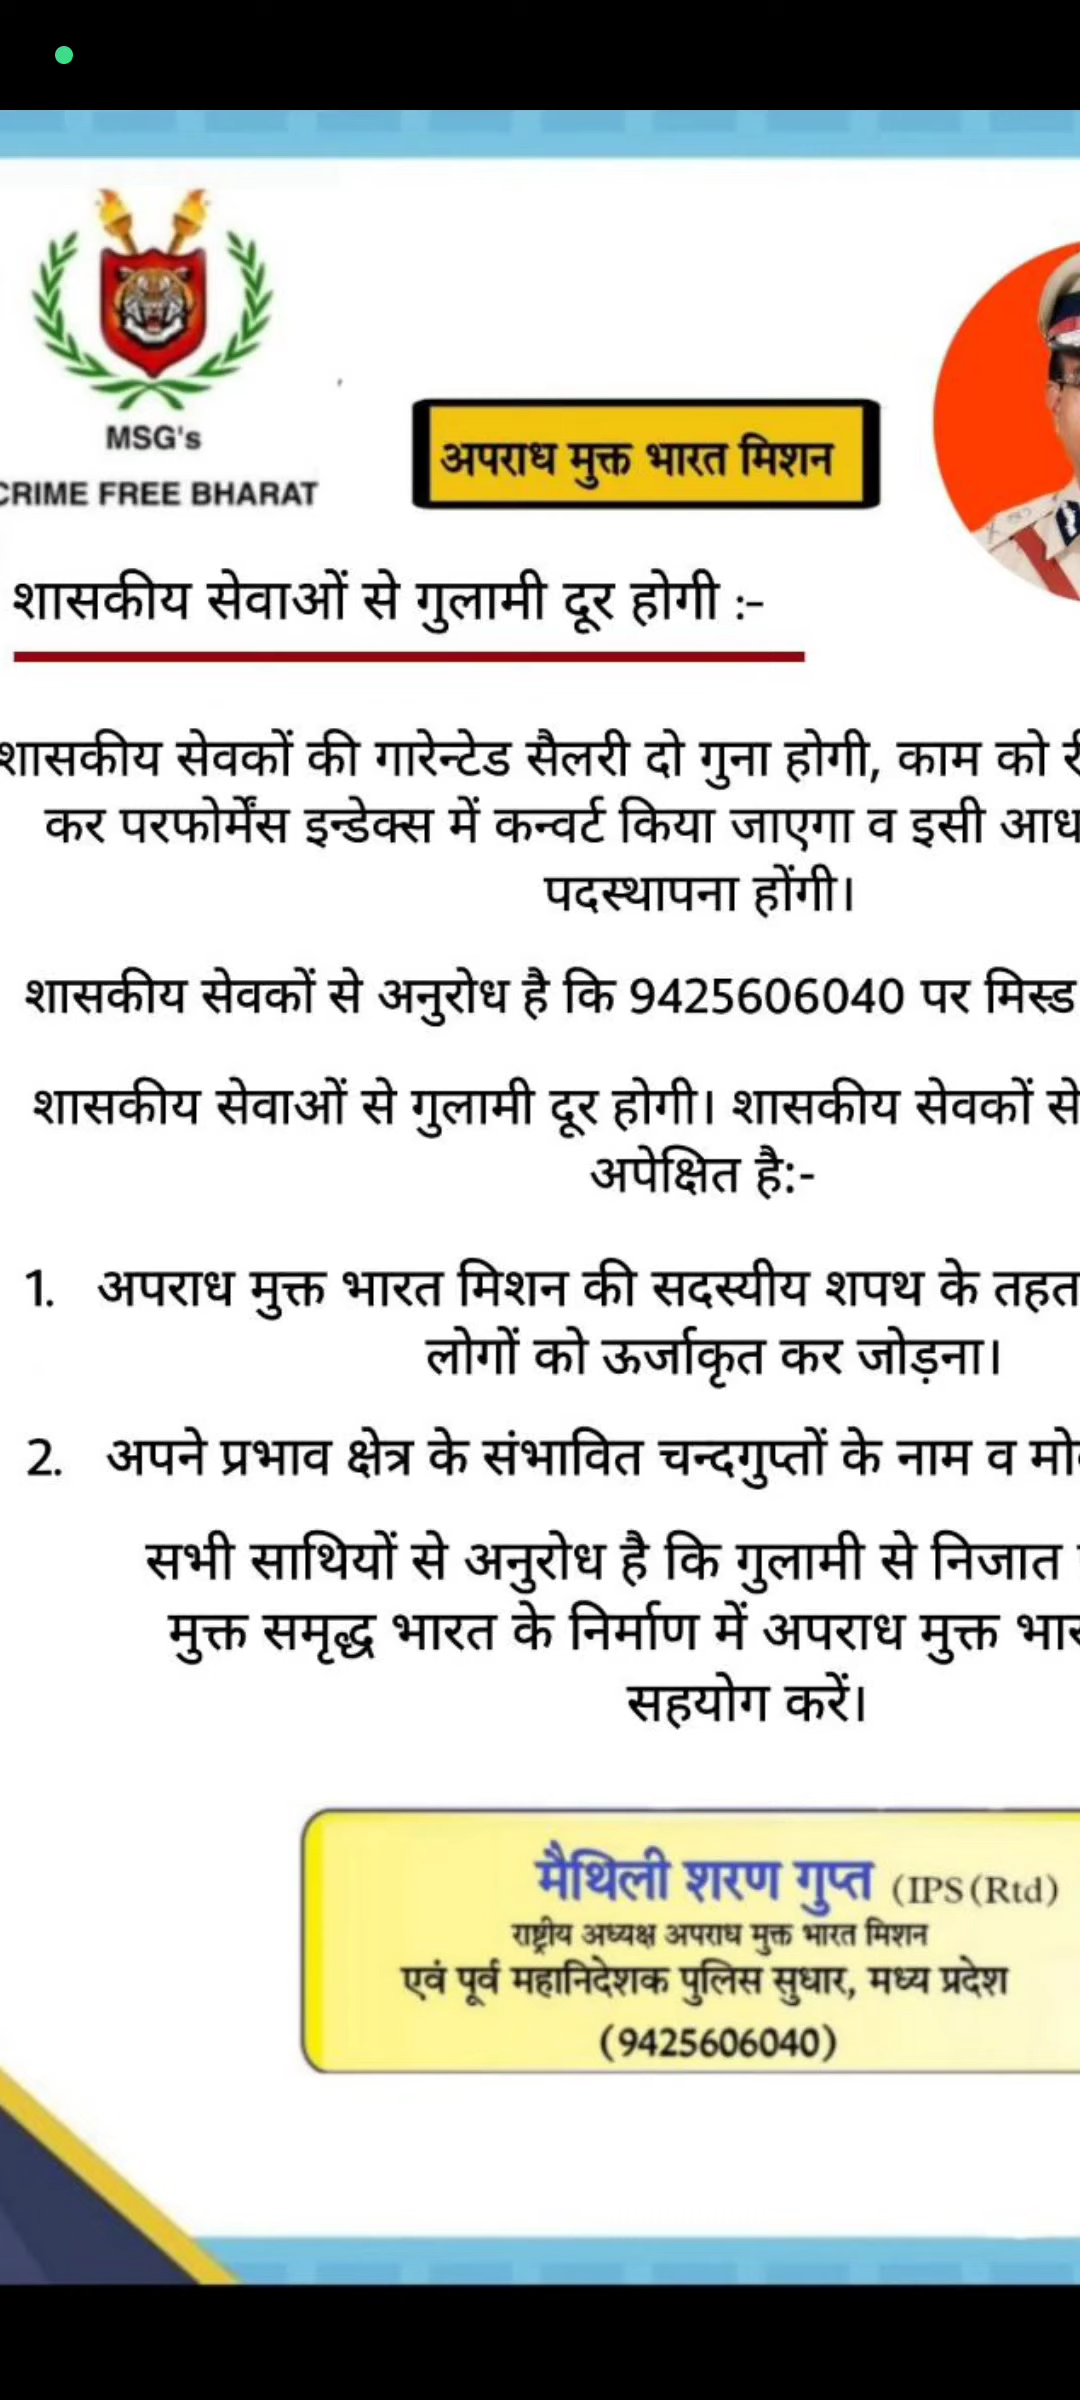 MSG's
CRIME FREE BHARAT
अपराध मुक्त भारत मिशन
शासकीय सेवाओं से गुलामी दूर होगी :-
शासकीय सेवकों की गारेन्टेड सैलरी दो गुना होगी, काम को
कर परफोर्मेंस इन्डेक्स में कन्वर्ट किया जाएगा व इसी
पदस्थापना होंगी।
शासकीय सेवकों से अनुरोध है कि 9425606040 पर मिस्ड
शासकीय सेवाओं से गुलामी दूर होगी। शासकीय सेवकों से
अपेक्षित है:-
1. अपराध मुक्त भारत मिशन की सदस्यीय शपथ के तहत
लोगों को ऊर्जाकृत कर जोड़ना।
2. अपने प्रभाव क्षेत्र के संभावित चन्दगुप्तों के नाम व
सभी साथियों से अनुरोध है कि गुलामी से निजात
मुक्त समृद्ध भारत के निर्माण में अपराध मुक्त
सहयोग करें।
मैथिली शरण गुप्त (IPS (Rtd)
राष्ट्रीय अध्यक्ष अपराध मुक्त भारत मिशन
एवं पूर्व महानिदेशक पुलिस सुधार, मध्य प्रदेश
(9425606040)